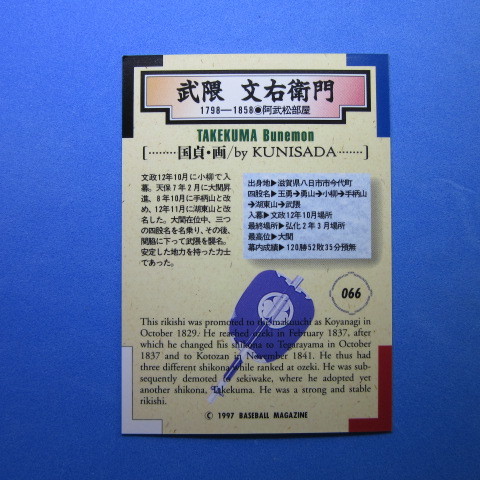 武隈 文右衛門
1798—1858●阿武松部屋
TAKEKUMA Bunemon
[········国貞・画/by KUNISADA········]
文政12年10月に小柳で入
幕。天保7年2月に大関昇
進、8年10月に手柄山と改
め、12年11月に湖東山と改
名した。大関在位中、三つ
の四股名を名乗り、その後、
関脇に下って武隈を襲名。
安定した地力を持った力士
であった。
出身地▶滋賀県八日市市今代町
四股名▶王勇→勇山→小柳→手柄山
→湖東山→武隈
入幕▶文政12年10月場所
最終場所▶弘化2年3月場所
最高位▶大関
幕内成績▶120勝52敗35分預無
066
This rikishi was promoted to the makuuchi as Koyanagi in
October 1829. He reached ozeki in February 1837, after
which he changed his shikona to Tegarayama in October
1837 and to Kotozan in November 1841. He thus had
three different shikona while ranked at ozeki. He was sub-
sequently demoted to sekiwake, where he adopted yet
another shikona, Takekuma. He was a strong and stable
rikishi.
© 1997 BASEBALL MAGAZINE